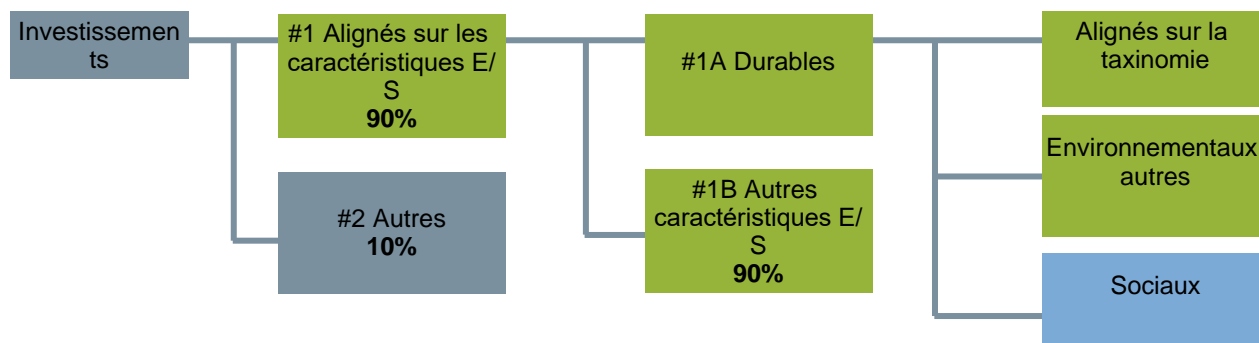 Investissemen
ts
#1 Alignés sur les
caractéristiques E/
S
90%
#2 Autres
10%
#1A Durables
#1B Autres
caractéristiques E/
S
90%
Alignés sur la
taxinomie
Environnementaux
autres
Sociaux